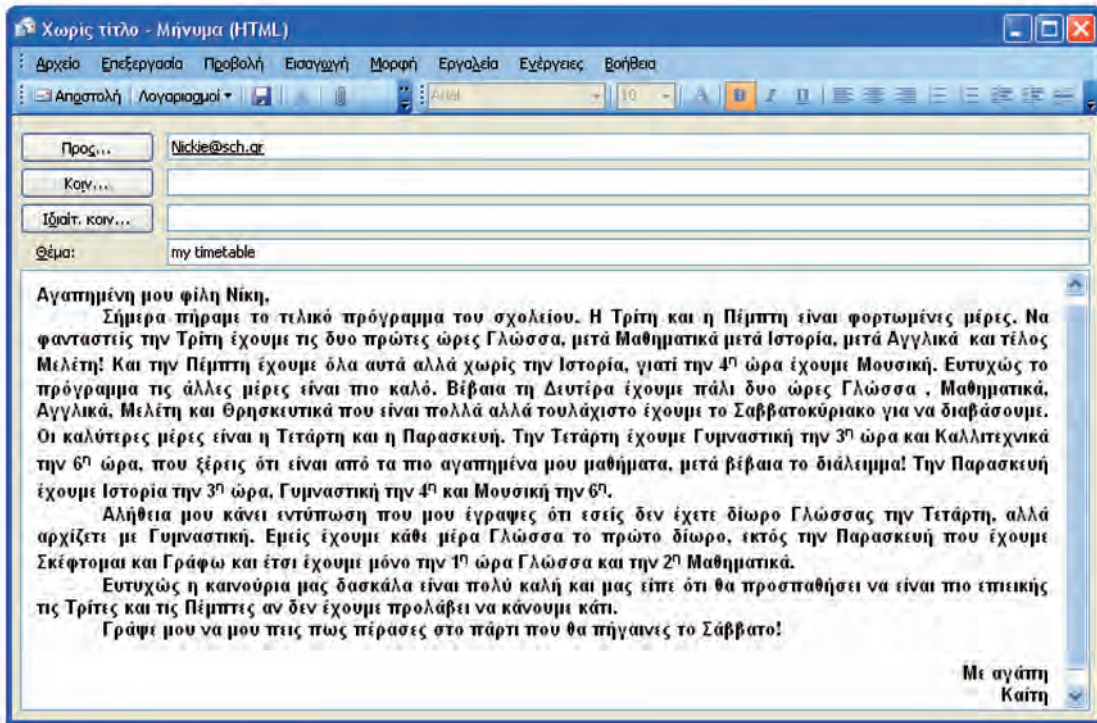 Χωρίς τίτλο - Μήνυμα (HTML)
Αρχείο Επεξεργασία Προβολή Εισαγωγή Μορφή Εργαλεία Ενέργειες Βοήθεια
Αποστολή Λογαριασμοί Arial 10 A B I U
Προς... Nickie@sch.gr
Κοιν...
Ιδιαίτ. κοιν...
Θέμα: my timetable
Αγαπημένη μου φίλη Νίκη,
Σήμερα πήραμε το τελικό πρόγραμμα του σχολείου. Η Τρίτη και η Πέμπτη είναι φορτωμένες μέρες. Να
φανταστείς την Τρίτη έχουμε τις δυο πρώτες ώρες Γλώσσα, μετά Μαθηματικά μετά Ιστορία, μετά Αγγλικά και τέλος
Μελέτη! Και την Πέμπτη έχουμε όλα αυτά αλλά χωρίς την Ιστορία, γιατί την 4η ώρα έχουμε Μουσική. Ευτυχώς το
πρόγραμμα τις άλλες μέρες είναι πιο καλό. Βέβαια τη Δευτέρα έχουμε πάλι δυο ώρες Γλώσσα , Μαθηματικά,
Αγγλικά, Μελέτη και Θρησκευτικά που είναι πολλά αλλά τουλάχιστο έχουμε το Σαββατοκύριακο για να διαβάσουμε.
Οι καλύτερες μέρες είναι η Τετάρτη και η Παρασκευή. Την Τετάρτη έχουμε Γυμναστική την 3η ώρα και Καλλιτεχνικά
την 6η ώρα, που ξέρεις ότι είναι από τα πιο αγαπημένα μου μαθήματα, μετά βέβαια το διάλειμμα! Την Παρασκευή
έχουμε Ιστορία την 3η ώρα, Γυμναστική την 4η και Μουσική την 6η.
Αλήθεια μου κάνει εντύπωση που μου έγραψες ότι εσείς δεν έχετε δίωρο Γλώσσας την Τετάρτη, αλλά
αρχίζετε με Γυμναστική. Εμείς έχουμε κάθε μέρα Γλώσσα το πρώτο δίωρο, εκτός την Παρασκευή που έχουμε
Σκέφτομαι και Γράφω και έτσι έχουμε μόνο την 1η ώρα Γλώσσα και την 2η Μαθηματικά.
Ευτυχώς η καινούρια μας δασκάλα είναι πολύ καλή και μας είπε ότι θα προσπαθήσει να είναι πιο επιεικής
τις Τρίτες και τις Πέμπτες αν δεν έχουμε προλάβει να κάνουμε κάτι.
Γράψε μου να μου πεις πως πέρασες στο πάρτι που θα πήγαινες το Σάββατο!
Με αγάπη
Καίτη